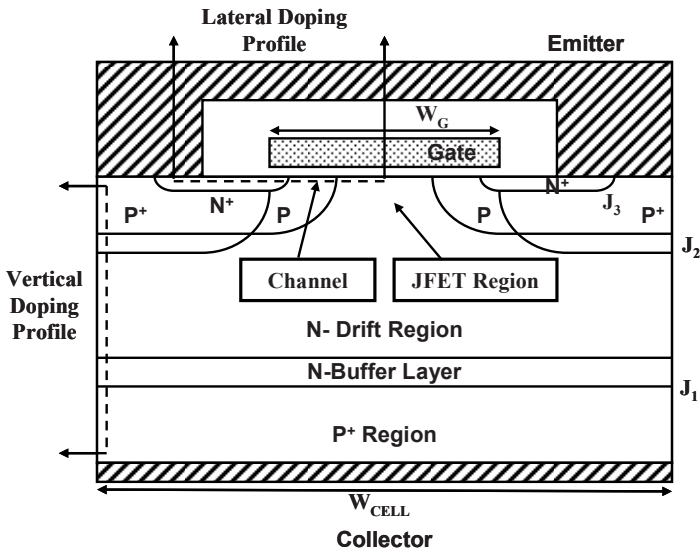 Lateral Doping
Profile
Emitter
W_G
Gate
N⁺
N⁺
P⁺
P
P
J₃
P⁺
J₂
Channel
JFET Region
Vertical
Doping
Profile
N- Drift Region
N-Buffer Layer
J₁
P⁺ Region
W_CELL
Collector